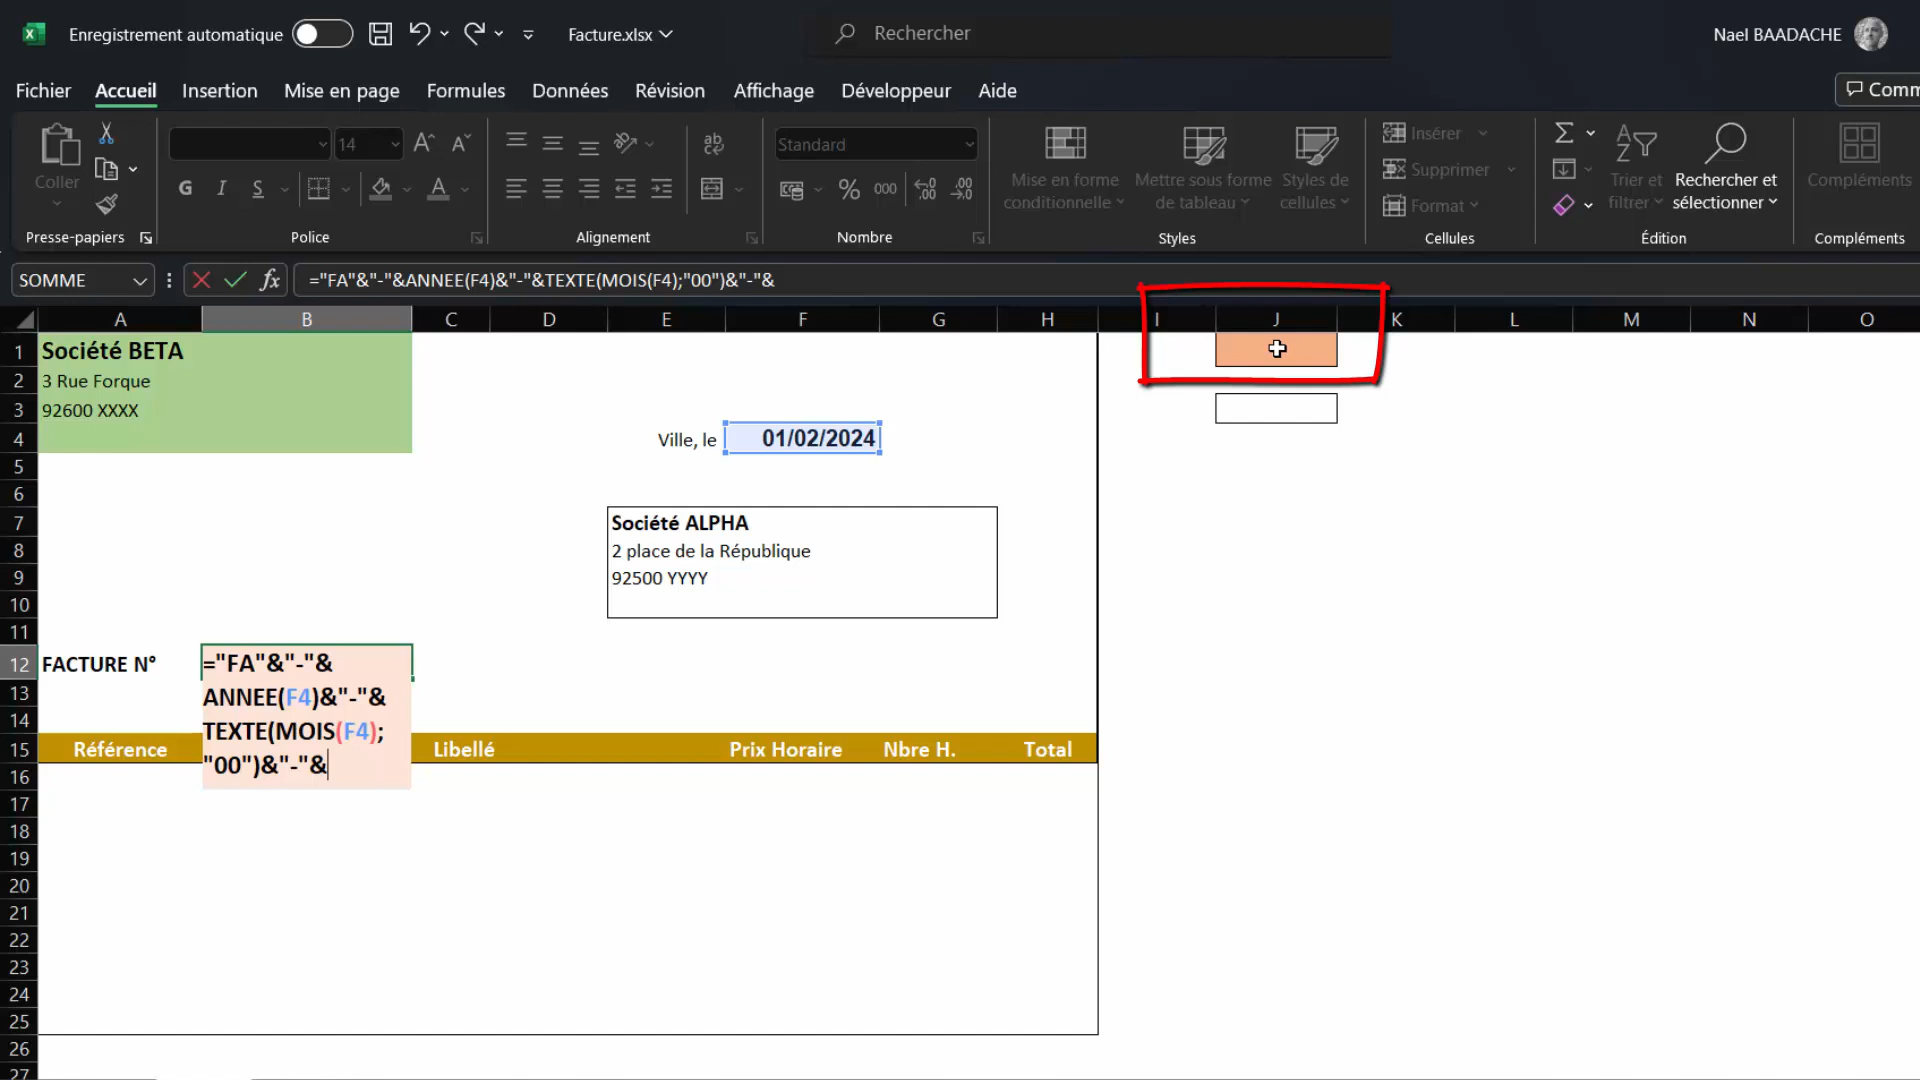 Enregistrement automatique
Facture.xlsx
Rechercher
Nael BAADACHE
Fichier Accueil Insertion Mise en page Formules Données Révision Affichage Développeur Aide
Coller
Presse-papiers
14
G I S
A A
Police
ab
Alignement
Standard
% 000
Nombre
Mise en forme
conditionnelle
Mettre sous forme
de tableau
Styles de
cellules
Styles
Insérer
Supprimer
Format
Cellules
Trier et
filtrer
Rechercher et
sélectionner
Édition
Compléments
Compléments
SOMME
fx
="FA"&"-"&ANNEE(F4)&"-"&TEXTE(MOIS(F4);"00")&"-"&
A B C D E F G H I J K L M N O
1 Société BETA
2 3 Rue Forque
3 92600 XXXX
4 Ville, le 01/02/2024
5
6
7 Société ALPHA
8 2 place de la République
9 92500 YYYY
10
11
12 FACTURE N° ="FA"&"-"&
13 ANNEE(F4)&"-"&
14 TEXTE(MOIS(F4);
"00")&"-"&
15 Référence Libellé Prix Horaire Nbre H. Total
16
17
18
19
20
21
22
23
24
25
26
27